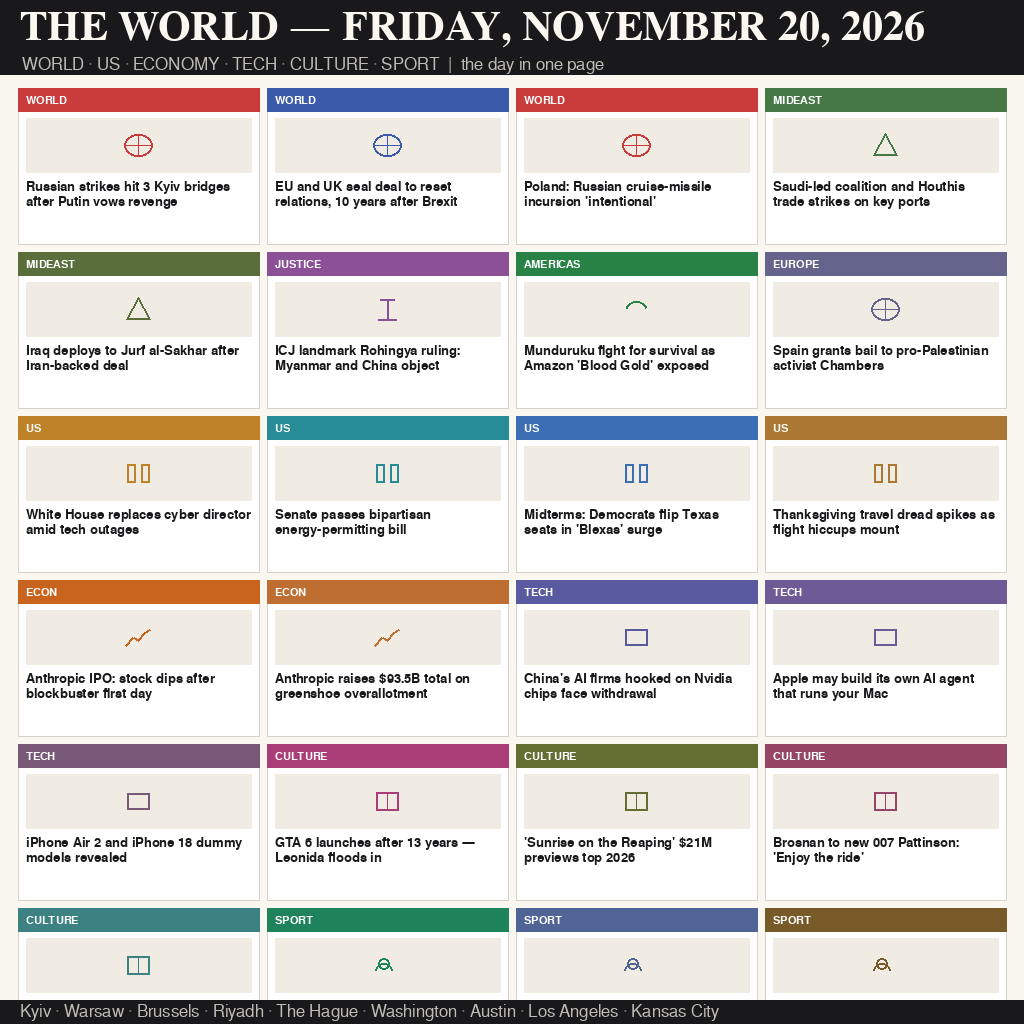 THE WORLD — FRIDAY, NOVEMBER 20, 2026
WORLD · US · ECONOMY · TECH · CULTURE · SPORT | the day in one page
WORLD
Russian strikes hit 3 Kyiv bridges
after Putin vows revenge
WORLD
EU and UK seal deal to reset
relations, 10 years after Brexit
WORLD
Poland: Russian cruise-missile
incursion 'intentional'
MIDEAST
Saudi-led coalition and Houthis
trade strikes on key ports
MIDEAST
Iraq deploys to Jurf al-Sakhar after
Iran-backed deal
JUSTICE
ICJ landmark Rohingya ruling:
Myanmar and China object
AMERICAS
Munduruku fight for survival as
Amazon 'Blood Gold' exposed
EUROPE
Spain grants bail to pro-Palestinian
activist Chambers
US
White House replaces cyber director
amid tech outages
US
Senate passes bipartisan
energy-permitting bill
US
Midterms: Democrats flip Texas
seats in 'Blexas' surge
US
Thanksgiving travel dread spikes as
flight hiccups mount
ECON
Anthropic IPO: stock dips after
blockbuster first day
ECON
Anthropic raises $93.5B total on
greenshoe overallotment
TECH
China's AI firms hooked on Nvidia
chips face withdrawal
TECH
Apple may build its own AI agent
that runs your Mac
TECH
iPhone Air 2 and iPhone 18 dummy
models revealed
CULTURE
GTA 6 launches after 13 years —
Leonida floods in
CULTURE
'Sunrise on the Reaping' $21M
previews top 2026
CULTURE
Brosnan to new 007 Pattinson:
'Enjoy the ride'
CULTURE
SPORT
SPORT
SPORT
Kyiv · Warsaw · Brussels · Riyadh · The Hague · Washington · Austin · Los Angeles · Kansas City